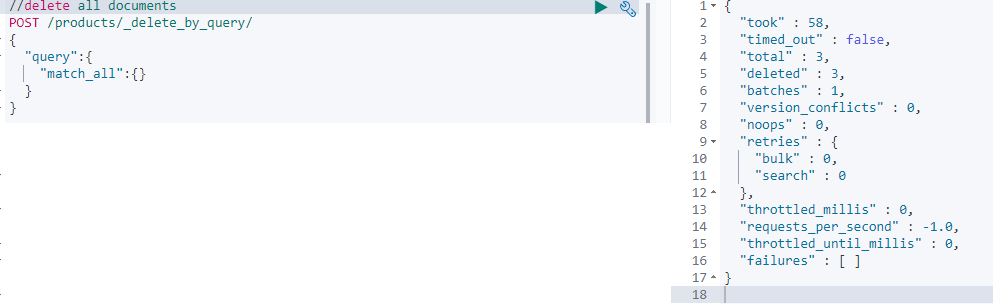 //delete all documents
POST /products/_delete_by_query/
{
  "query":{
    "match_all":{}
  }
}
1 {
2 "took" : 58,
3 "timed_out" : false,
4 "total" : 3,
5 "deleted" : 3,
6 "batches" : 1,
7 "version_conflicts" : 0,
8 "noops" : 0,
9 "retries" : {
10 "bulk" : 0,
11 "search" : 0
12 },
13 "throttled_millis" : 0,
14 "requests_per_second" : -1.0,
15 "throttled_until_millis" : 0,
16 "failures" : [ ]
17 }
18